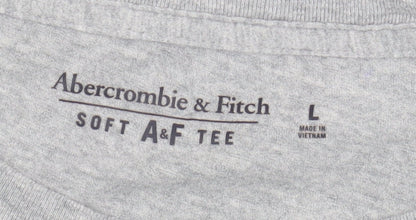 Abercrombie & Fitch
SOFT A&F TEE
L
MADE IN
VIETNAM